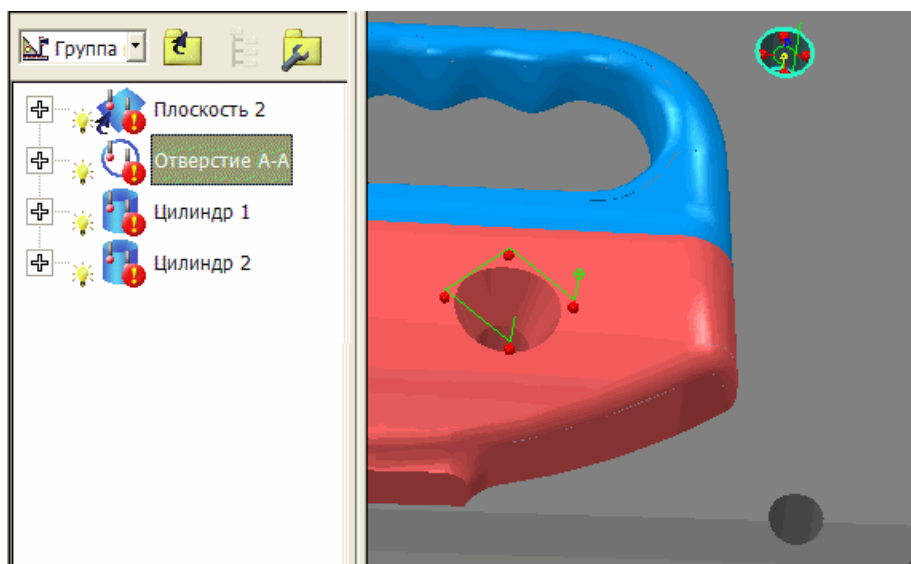 Группа
Плоскость 2
Отверстие A-A
Цилиндр 1
Цилиндр 2